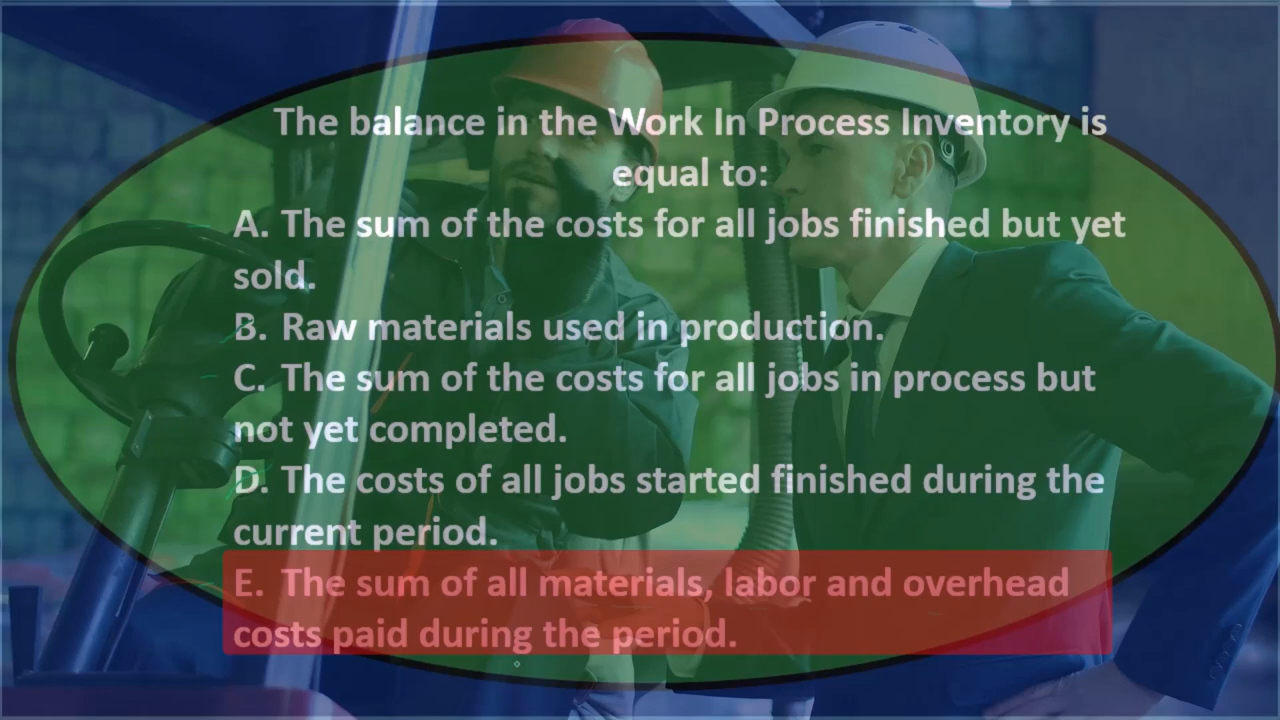 The balance in the Work In Process Inventory is
equal to:
A. The sum of the costs for all jobs finished but yet
sold.
B. Raw materials used in production.
C. The sum of the costs for all jobs in process but
not yet completed.
D. The costs of all jobs started finished during the
current period.
E. The sum of all materials, labor and overhead
costs paid during the period.